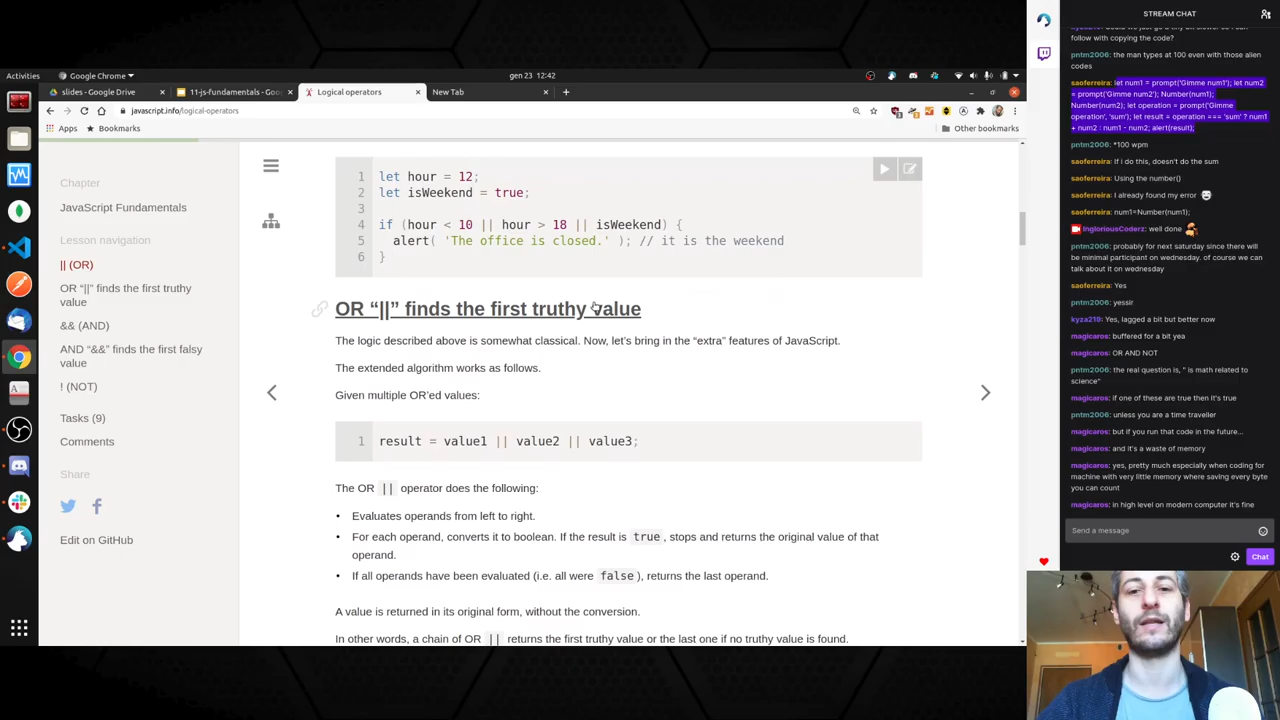 Activities
Google Chrome
gen 23 12:42
slides - Google Drive
11-js-fundamentals - Goo
Logical operators
New Tab
javascript.info/logical-operators
Apps
Bookmarks
Other bookmarks
Chapter
JavaScript Fundamentals
Lesson navigation
|| (OR)
OR “||” finds the first truthy
value
&& (AND)
AND “&&” finds the first falsy
value
! (NOT)
Tasks (9)
Comments
Share
Edit on GitHub
1 let hour = 12;
2 let isWeekend = true;
3
4 if (hour < 10 || hour > 18 || isWeekend) {
5 alert( 'The office is closed.' ); // it is the weekend
6 }
OR “||” finds the first truthy value
The logic described above is somewhat classical. Now, let’s bring in the “extra” features of JavaScript.
The extended algorithm works as follows.
Given multiple OR’ed values:
1 result = value1 || value2 || value3;
The OR || operator does the following:
• Evaluates operands from left to right.
• For each operand, converts it to boolean. If the result is true, stops and returns the original value of that
operand.
• If all operands have been evaluated (i.e. all were false), returns the last operand.
A value is returned in its original form, without the conversion.
In other words, a chain of OR || returns the first truthy value or the last one if no truthy value is found.
STREAM CHAT
follow with copying the code?
pntm2006: the man types at 100 even with those alien
codes
saoferreira: let num1 = prompt('Gimme num1'); let num2
= prompt('Gimme num2'); Number(num1);
Number(num2); let operation = prompt('Gimme
operation', 'sum'); let result = operation === 'sum' ? num1
+ num2 : num1 - num2; alert(result);
pntm2006: *100 wpm
saoferreira: If i do this, doesn't do the sum
saoferreira: Using the number()
saoferreira: I already found my error
saoferreira: num1=Number(num1);
IngloriousCoderz: well done
pntm2006: probably for next saturday since there will
be minimal participant on wednesday. of course we can
talk about it on wednesday
saoferreira: Yes
pntm2006: yessir
kyza219: Yes, lagged a bit but better now
magicaros: buffered for a bit yea
magicaros: OR AND NOT
pntm2006: the real question is, " is math related to
science"
magicaros: if one of these are true then it's true
pntm2006: unless you are a time traveller
magicaros: but if you run that code in the future...
magicaros: and it's a waste of memory
magicaros: yes, pretty much especially when coding for
machine with very little memory where saving every byte
you can count
magicaros: in high level on modern computer it's fine
Send a message
Chat